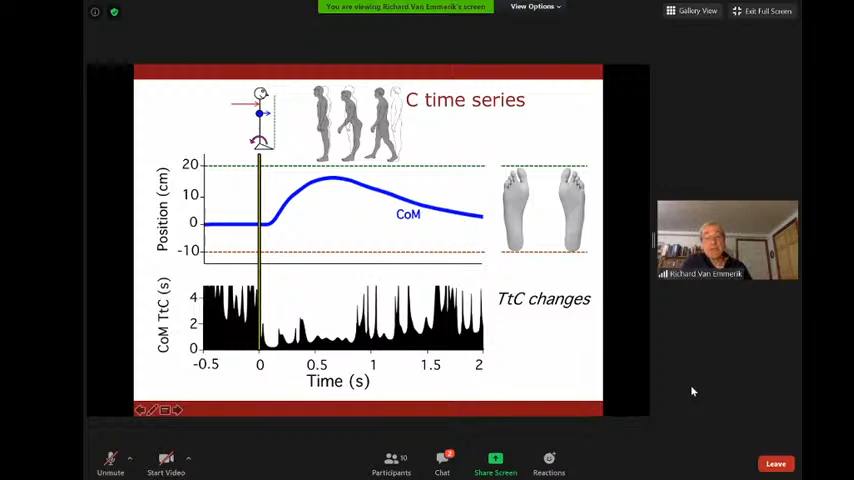 You are viewing Richard Van Emmerik's screen
View Options
Gallery View
Exit Full Screen
C time series
Position (cm)
20
10
0
-10
CoM
CoM TtC (s)
4
2
0
TtC changes
-0.5
0
0.5
1
1.5
2
Time (s)
Richard Van Emmerik
Unmute
Start Video
10
Participants
2
Chat
Share Screen
Reactions
Leave